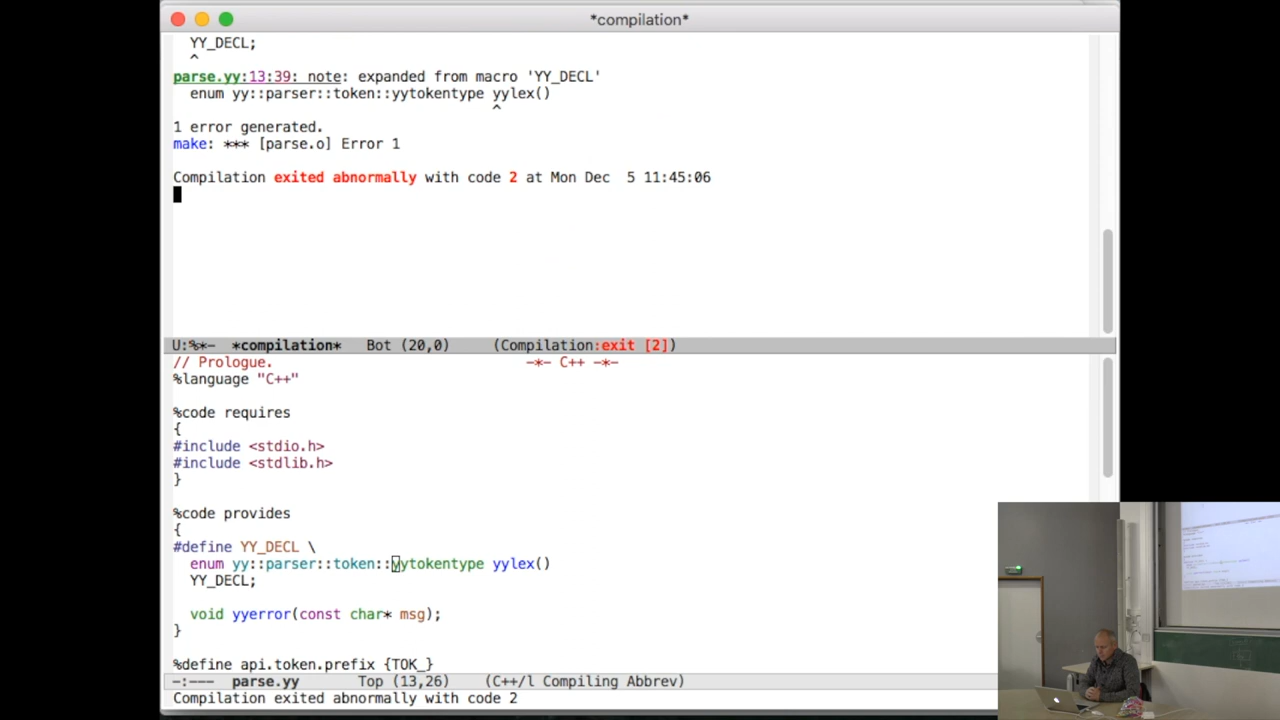 *compilation*
YY_DECL;
^
parse.yy:13:39: note: expanded from macro 'YY_DECL'
enum yy::parser::token::yytokentype yylex()
^
1 error generated.
make: *** [parse.o] Error 1
Compilation exited abnormally with code 2 at Mon Dec  5 11:45:06
U:%*-  *compilation*   Bot (20,0)     (Compilation:exit [2])
// Prologue.                              -*- C++ -*-
%language "C++"
%code requires
{
#include <stdio.h>
#include <stdlib.h>
}
%code provides
{
#define YY_DECL \
enum yy::parser::token::yytokentype yylex()
YY_DECL;
void yyerror(const char* msg);
}
%define api.token.prefix {TOK_}
-:---  parse.yy       Top (13,26)    (C++/l Compiling Abbrev)
Compilation exited abnormally with code 2